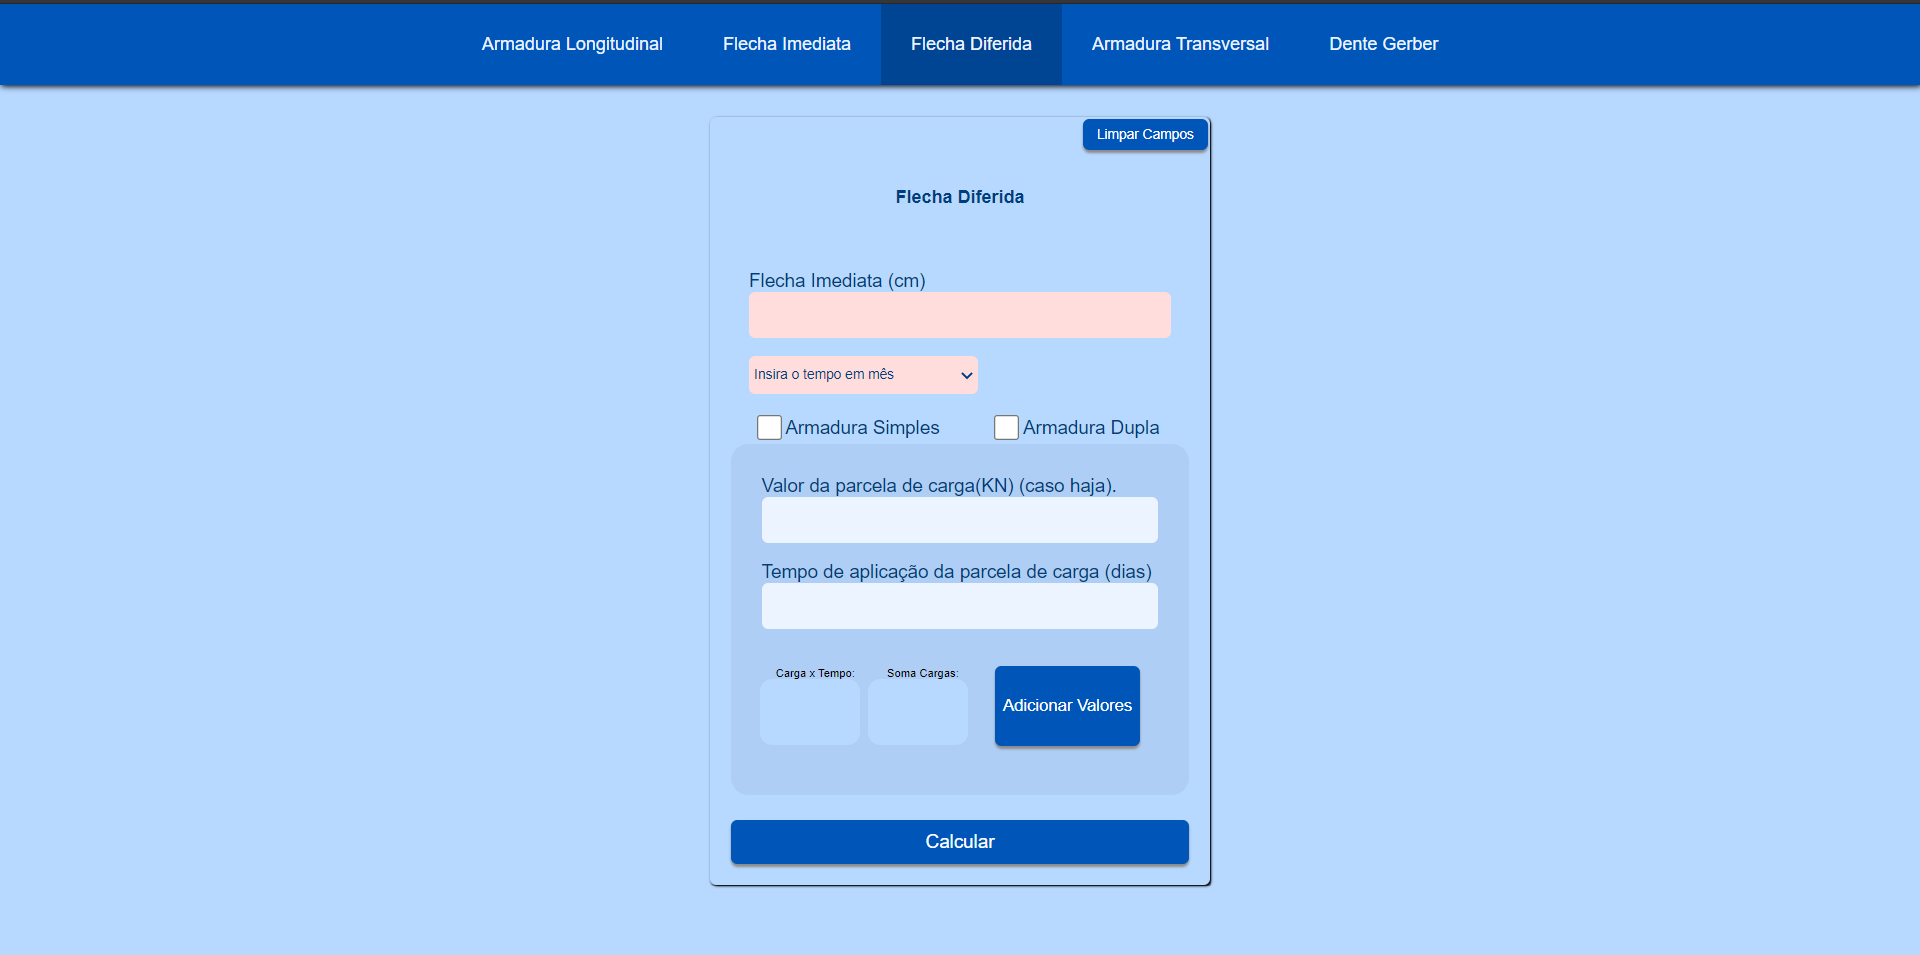 Armadura Longitudinal Flecha Imediata Flecha Diferida Armadura Transversal Dente Gerber
Limpar Campos
Flecha Diferida
Flecha Imediata (cm)
Insira o tempo em mês
Armadura Simples Armadura Dupla
Valor da parcela de carga(KN) (caso haja).
Tempo de aplicação da parcela de carga (dias)
Carga x Tempo: Soma Cargas:
Adicionar Valores
Calcular